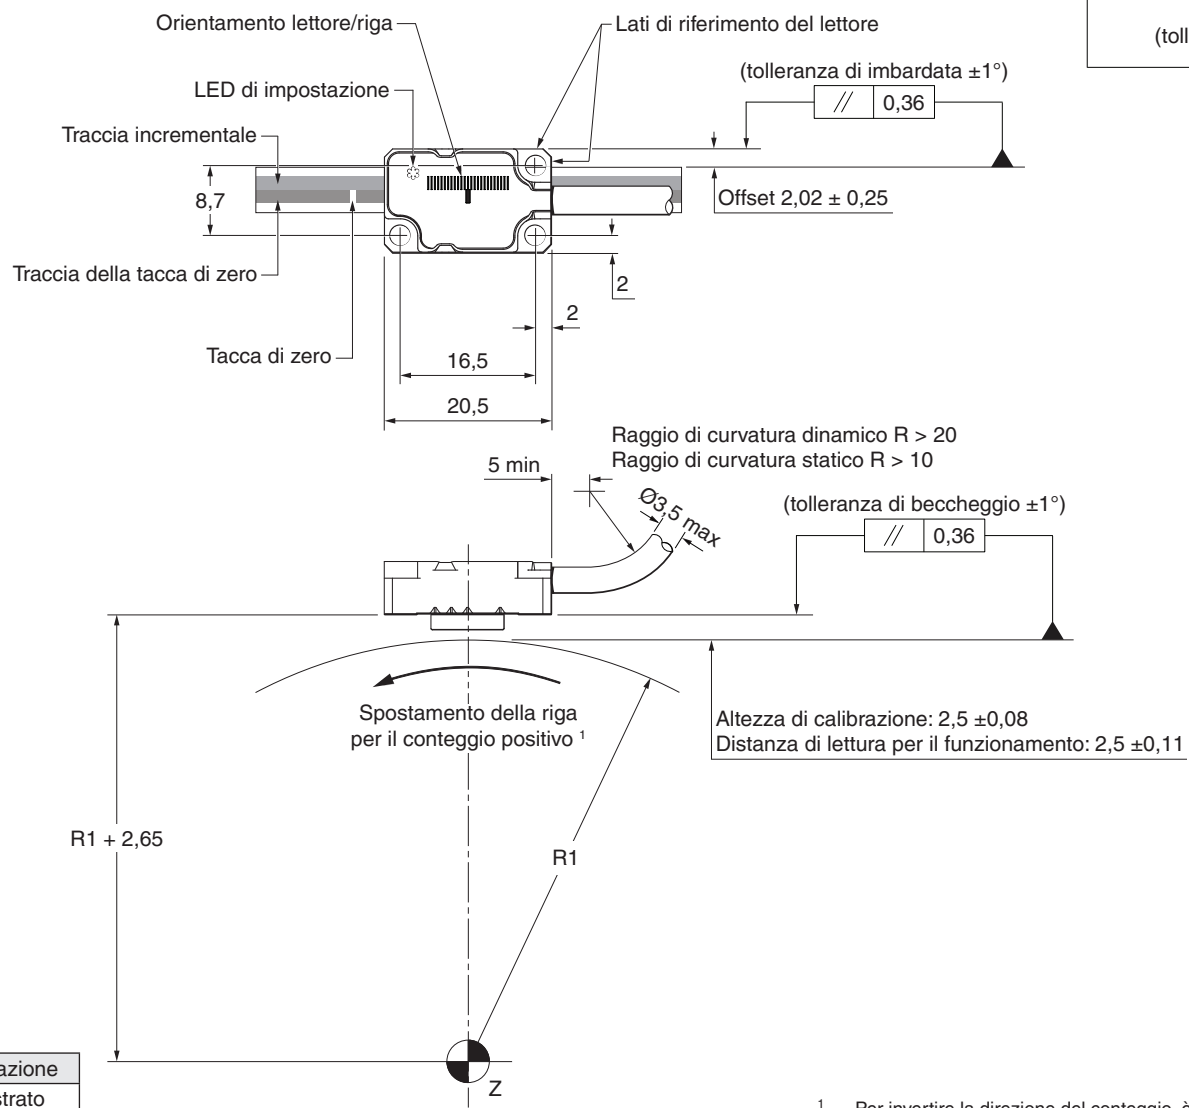 Orientamento lettore/riga
Lati di riferimento del lettore
(tolleranza di imbardata ±1°)
// 0,36
LED di impostazione
Traccia incrementale
8,7
Offset 2,02 ± 0,25
Traccia della tacca di zero
2
2
Tacca di zero
16,5
20,5
Raggio di curvatura dinamico R > 20
Raggio di curvatura statico R > 10
5 min
Ø3,5 max
(tolleranza di beccheggio ±1°)
// 0,36
Spostamento della riga
per il conteggio positivo ¹
Altezza di calibrazione: 2,5 ±0,08
Distanza di lettura per il funzionamento: 2,5 ±0,11
R1 + 2,65
R1
Z